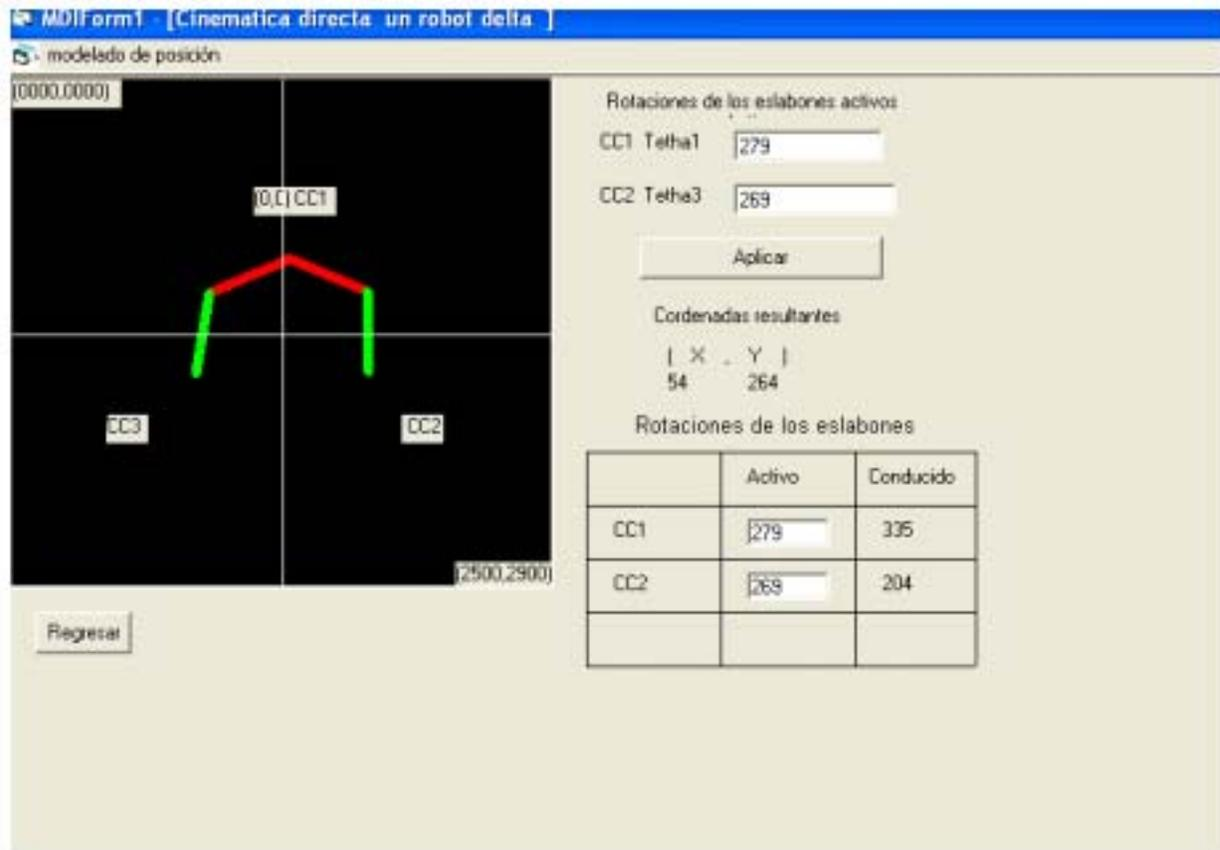 MDIForm1 - [Cinematica directa un robot delta ]
modelado de posición
(0000,0000)
(0,0) CC1
CC3
CC2
(2500,2900)
Regresar
Rotaciones de los eslabones activos
CC1 Tetha1 279
CC2 Tetha3 269
Aplicar
Cordenadas resultantes
( X , Y )
54 264
Rotaciones de los eslabones
Activo Conducido
CC1 279 335
CC2 269 204